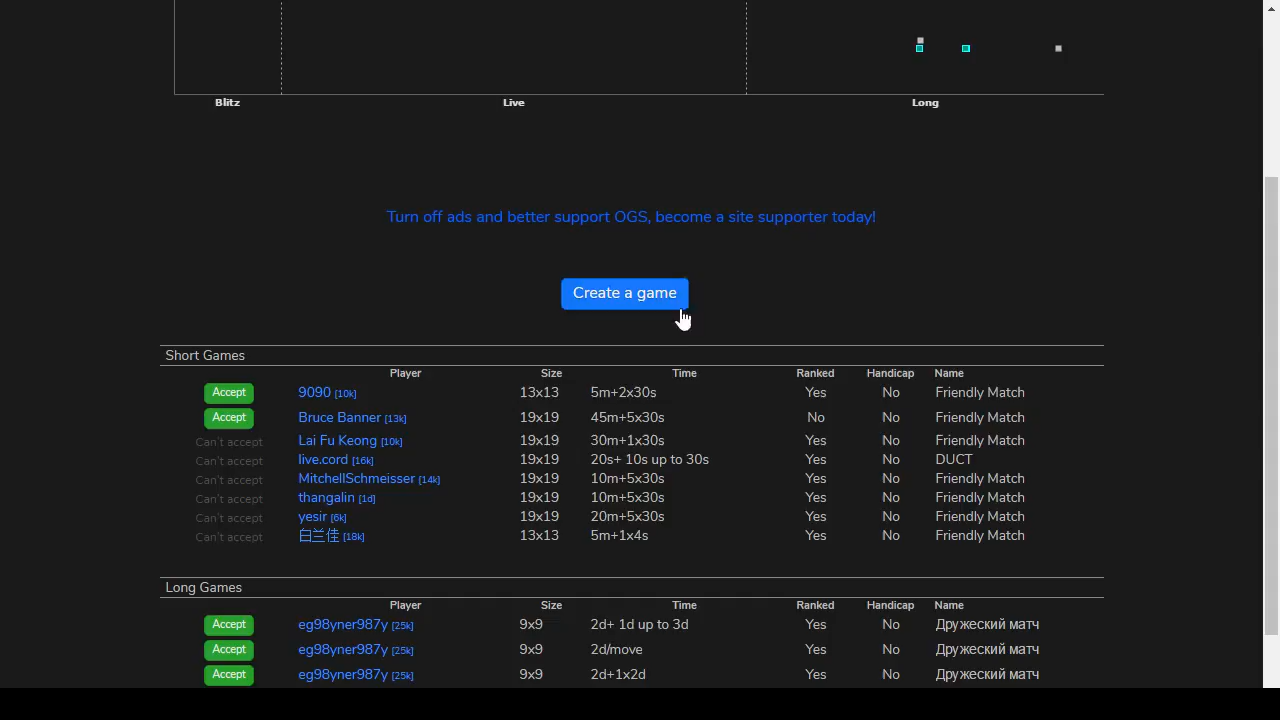 Blitz Live Long
Turn off ads and better support OGS, become a site supporter today!
Create a game
Short Games
Player Size Time Ranked Handicap Name
Accept 9090 [10k] 13x13 5m+2x30s Yes No Friendly Match
Accept Bruce Banner [13k] 19x19 45m+5x30s No No Friendly Match
Can't accept Lai Fu Keong [10k] 19x19 30m+1x30s Yes No Friendly Match
Can't accept live.cord [16k] 19x19 20s+ 10s up to 30s Yes No DUCT
Can't accept MitchellSchmeisser [14k] 19x19 10m+5x30s Yes No Friendly Match
Can't accept thangalin [1d] 19x19 10m+5x30s Yes No Friendly Match
Can't accept yesir [6k] 19x19 20m+5x30s Yes No Friendly Match
Can't accept 白兰佳 [18k] 13x13 5m+1x4s Yes No Friendly Match
Long Games
Player Size Time Ranked Handicap Name
Accept eg98yner987y [25k] 9x9 2d+ 1d up to 3d Yes No Дружеский матч
Accept eg98yner987y [25k] 9x9 2d/move Yes No Дружеский матч
Accept eg98yner987y [25k] 9x9 2d+1x2d Yes No Дружеский матч